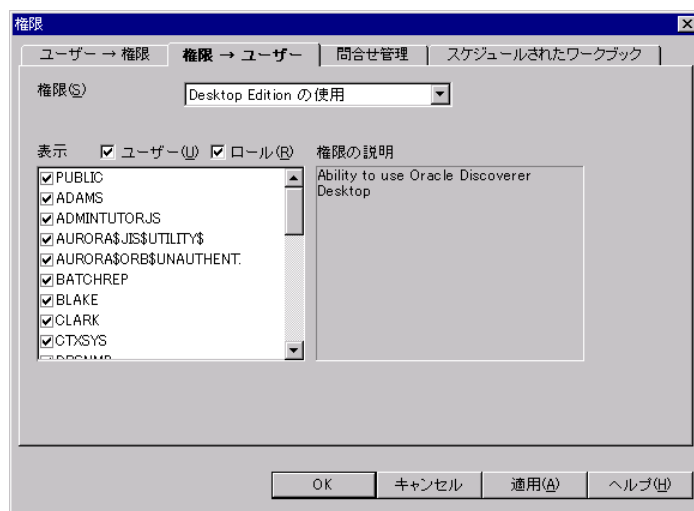 権限
ユーザー → 権限 権限 → ユーザー 問合せ管理 スケジュールされたワークブック
権限(S) Desktop Edition の使用
表示 ユーザー(U) ロール(R) 権限の説明
PUBLIC
ADAMS
ADMINTUTORJS
AURORA$JIS$UTILITY$
AURORA$ORB$UNAUTHENT.
BATCHREP
BLAKE
CLARK
CTXSYS
Ability to use Oracle Discoverer
Desktop
OK キャンセル 適用(A) ヘルプ(H)